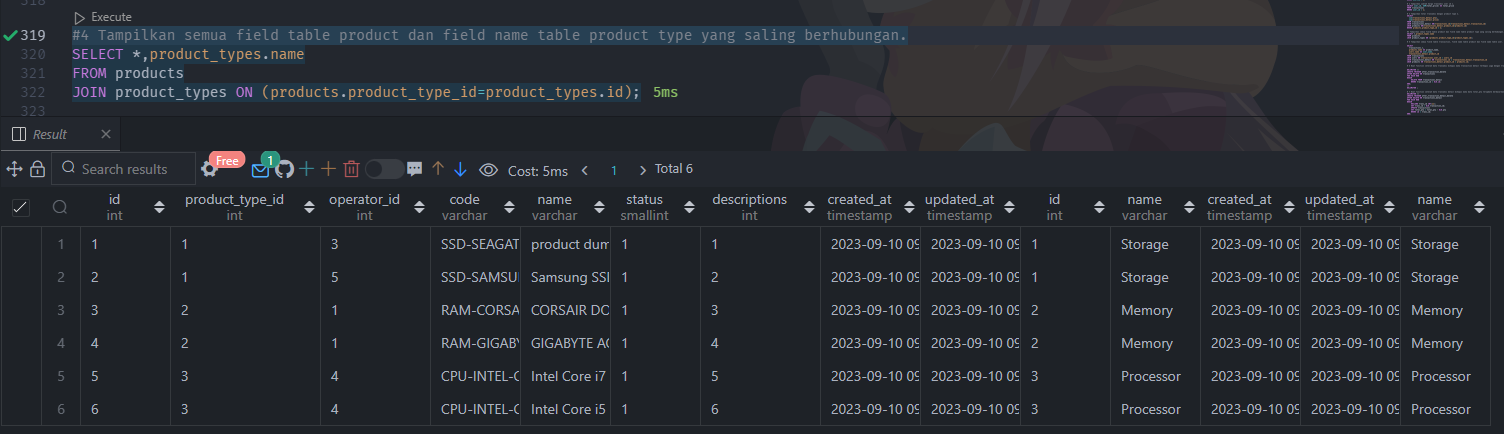 318
Execute
319 #4 Tampilkan semua field table product dan field name table product type yang saling berhubungan.
320 SELECT *,product_types.name
321 FROM products
322 JOIN product_types ON (products.product_type_id=product_types.id); 5ms
323
Result
Search results Free 1 Cost: 5ms 1 Total 6
id product_type_id operator_id code name status descriptions created_at updated_at id name created_at updated_at name
int int int varchar varchar smallint int timestamp timestamp int varchar timestamp timestamp varchar
1 1 1 3 SSD-SEAGAT product dum 1 1 2023-09-10 09 2023-09-10 09 1 Storage 2023-09-10 09 2023-09-10 09 Storage
2 2 1 5 SSD-SAMSU Samsung SSI 1 2 2023-09-10 09 2023-09-10 09 1 Storage 2023-09-10 09 2023-09-10 09 Storage
3 3 2 1 RAM-CORSA CORSAIR DO 1 3 2023-09-10 09 2023-09-10 09 2 Memory 2023-09-10 09 2023-09-10 09 Memory
4 4 2 1 RAM-GIGABY GIGABYTE AO 1 4 2023-09-10 09 2023-09-10 09 2 Memory 2023-09-10 09 2023-09-10 09 Memory
5 5 3 4 CPU-INTEL-C Intel Core i7 1 5 2023-09-10 09 2023-09-10 09 3 Processor 2023-09-10 09 2023-09-10 09 Processor
6 6 3 4 CPU-INTEL-C Intel Core i5 1 6 2023-09-10 09 2023-09-10 09 3 Processor 2023-09-10 09 2023-09-10 09 Processor